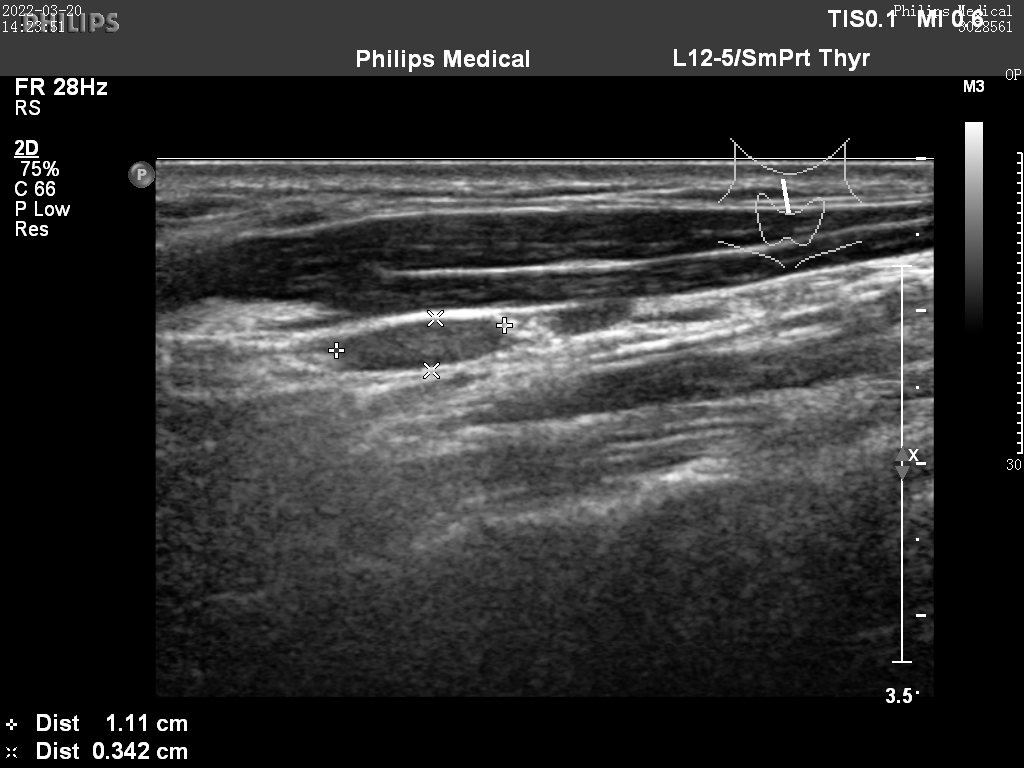 2022-03-20
14:23:51
PHILIPS
TIS0.1 MI 0.6
Philips Medical
3028561
Philips Medical
L12-5/SmPrt Thyr
OP
FR 28Hz
RS
M3
2D
75%
C 66
P Low
Res
P
X
30
3.5
Dist 1.11 cm
Dist 0.342 cm